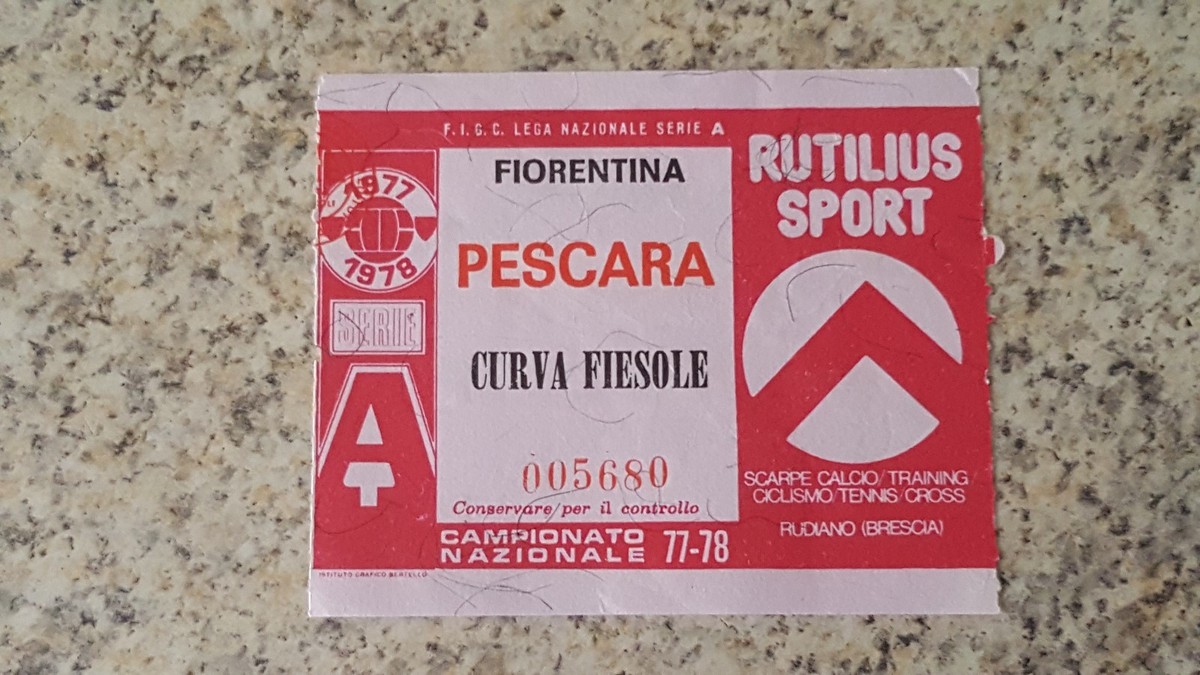 F.I.G.C. LEGA NAZIONALE SERIE A
1977
1978
SERIE
A
FIORENTINA
PESCARA
CURVA FIESOLE
005680
Conservare per il controllo
CAMPIONATO
NAZIONALE 77-78
ISTITUTO GRAFICO BERTELLO
RUTILIUS
SPORT
SCARPE CALCIO/TRAINING
CICLISMO/TENNIS/CROSS
RUDIANO (BRESCIA)